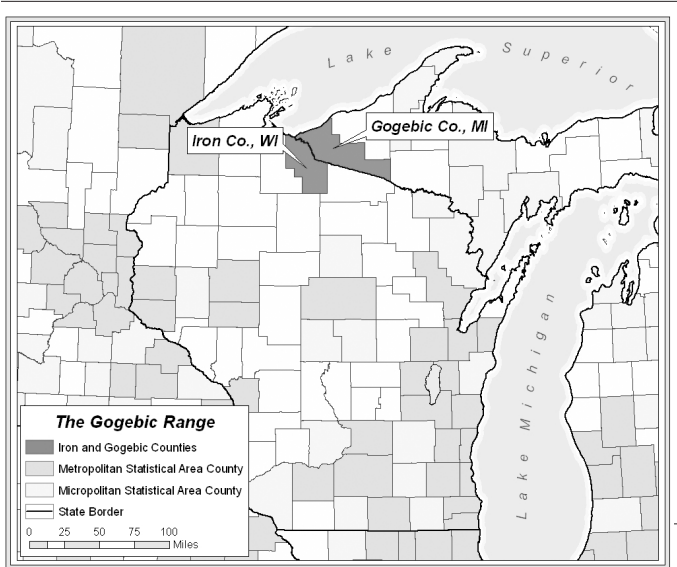 Lake Superior
Gogebic Co., MI
Iron Co., WI
Lake Michigan
The Gogebic Range
Iron and Gogebic Counties
Metropolitan Statistical Area County
Micropolitan Statistical Area County
State Border
0 25 50 75 100
Miles